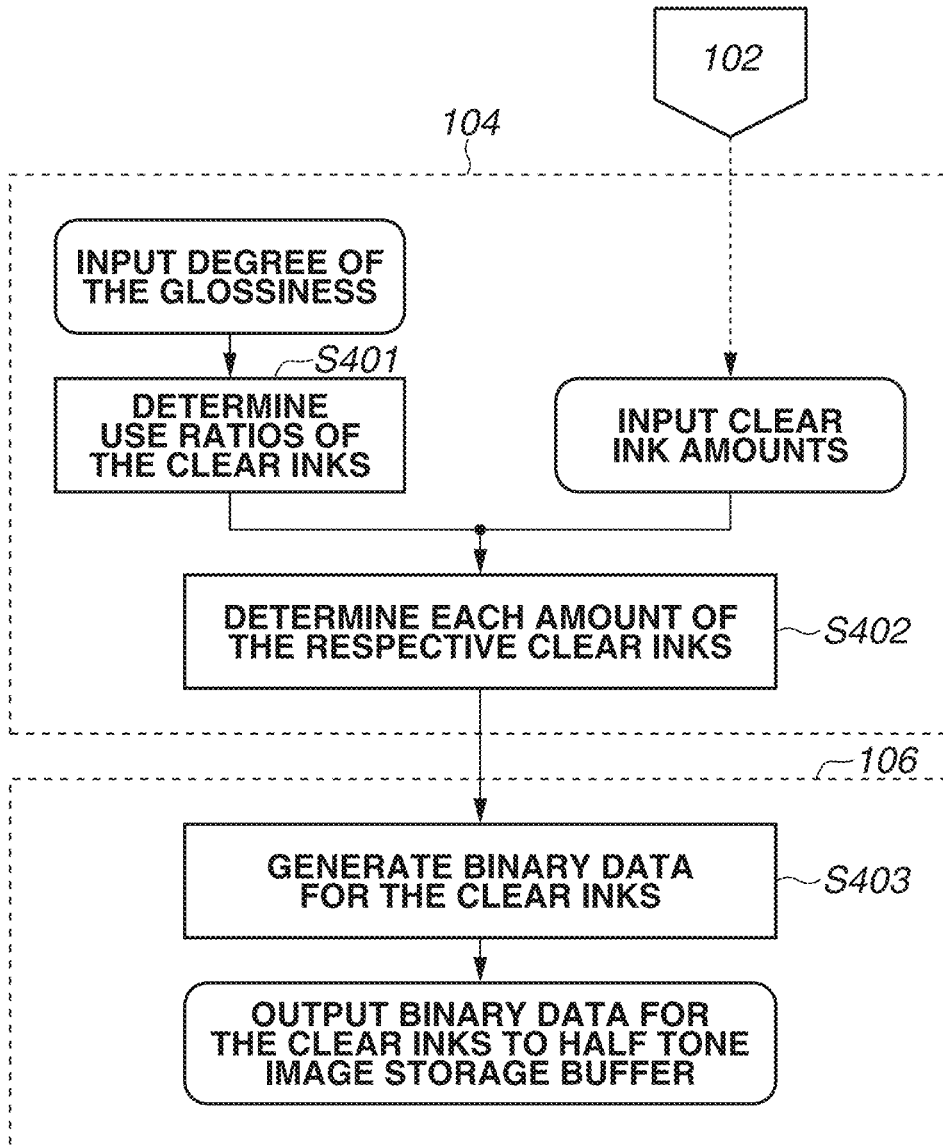 102
104
INPUT DEGREE OF
THE GLOSSINESS
S401
DETERMINE
USE RATIOS OF
THE CLEAR INKS
INPUT CLEAR
INK AMOUNTS
DETERMINE EACH AMOUNT OF
THE RESPECTIVE CLEAR INKS
S402
106
GENERATE BINARY DATA
FOR THE CLEAR INKS
S403
OUTPUT BINARY DATA FOR
THE CLEAR INKS TO HALF TONE
IMAGE STORAGE BUFFER